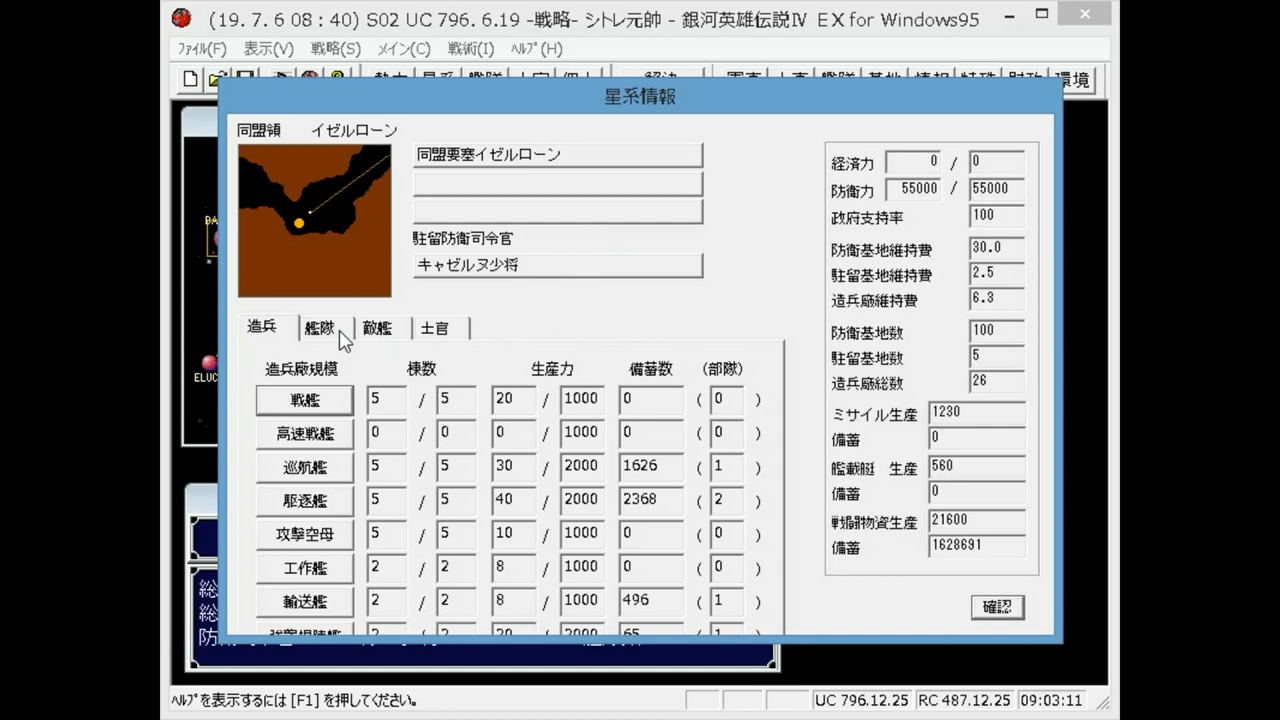 (19. 7. 6 08 : 40) S02 UC 796. 6.19 -戦略- シトレ元帥 - 銀河英雄伝説Ⅳ EX for Windows95
ﾌｧｲﾙ(F) 表示(V) 戦略(S) メイン(C) 戦術(I) ﾍﾙﾌﾟ(H)
環境
星系情報
同盟領 イゼルローン
同盟要塞イゼルローン
駐留防衛司令官
キャゼルヌ少将
経済力 0 / 0
防衛力 55000 / 55000
政府支持率 100
防衛基地維持費 30.0
駐留基地維持費 2.5
造兵廠維持費 6.3
防衛基地数 100
駐留基地数 5
造兵廠総数 26
ミサイル生産 1230
備蓄 0
艦載艇 生産 560
備蓄 0
戦闘物資生産 21600
備蓄 1628691
確認
造兵 艦隊 敵艦 士官
造兵廠規模 棟数 生産力 備蓄数 (部隊)
戦艦 5 / 5 20 / 1000 0 ( 0 )
高速戦艦 0 / 0 0 / 1000 0 ( 0 )
巡航艦 5 / 5 30 / 2000 1626 ( 1 )
駆逐艦 5 / 5 40 / 2000 2368 ( 2 )
攻撃空母 5 / 5 10 / 1000 0 ( 0 )
工作艦 2 / 2 8 / 1000 0 ( 0 )
輸送艦 2 / 2 8 / 1000 496 ( 1 )
ELUC
総
総
防
ﾍﾙﾌﾟを表示するには [F1] を押してください。
UC 796.12.25 RC 487.12.25 09:03:11